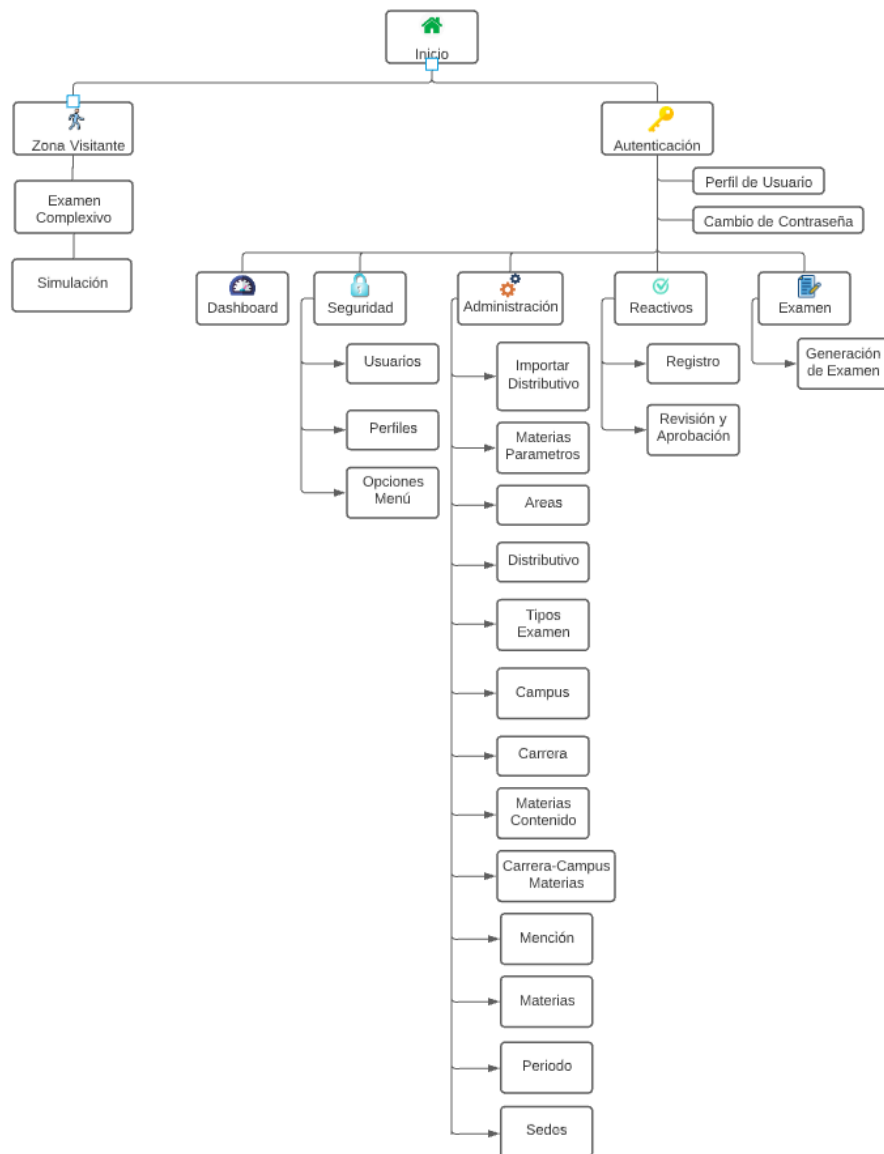 Inicio
Zona Visitante
Autenticación
Perfil de Usuario
Examen
Complexivo
Cambio de Contraseña
Simulación
Dashboard
Seguridad
Administración
Reactivos
Examen
Usuarios
Importar
Distributivo
Registro
Generación
de Examen
Perfiles
Materias
Parametros
Revisión y
Aprobación
Opciones
Menú
Areas
Distributivo
Tipos
Examen
Campus
Carrera
Materias
Contenido
Carrera-Campus
Materias
Mención
Materias
Periodo
Sedes